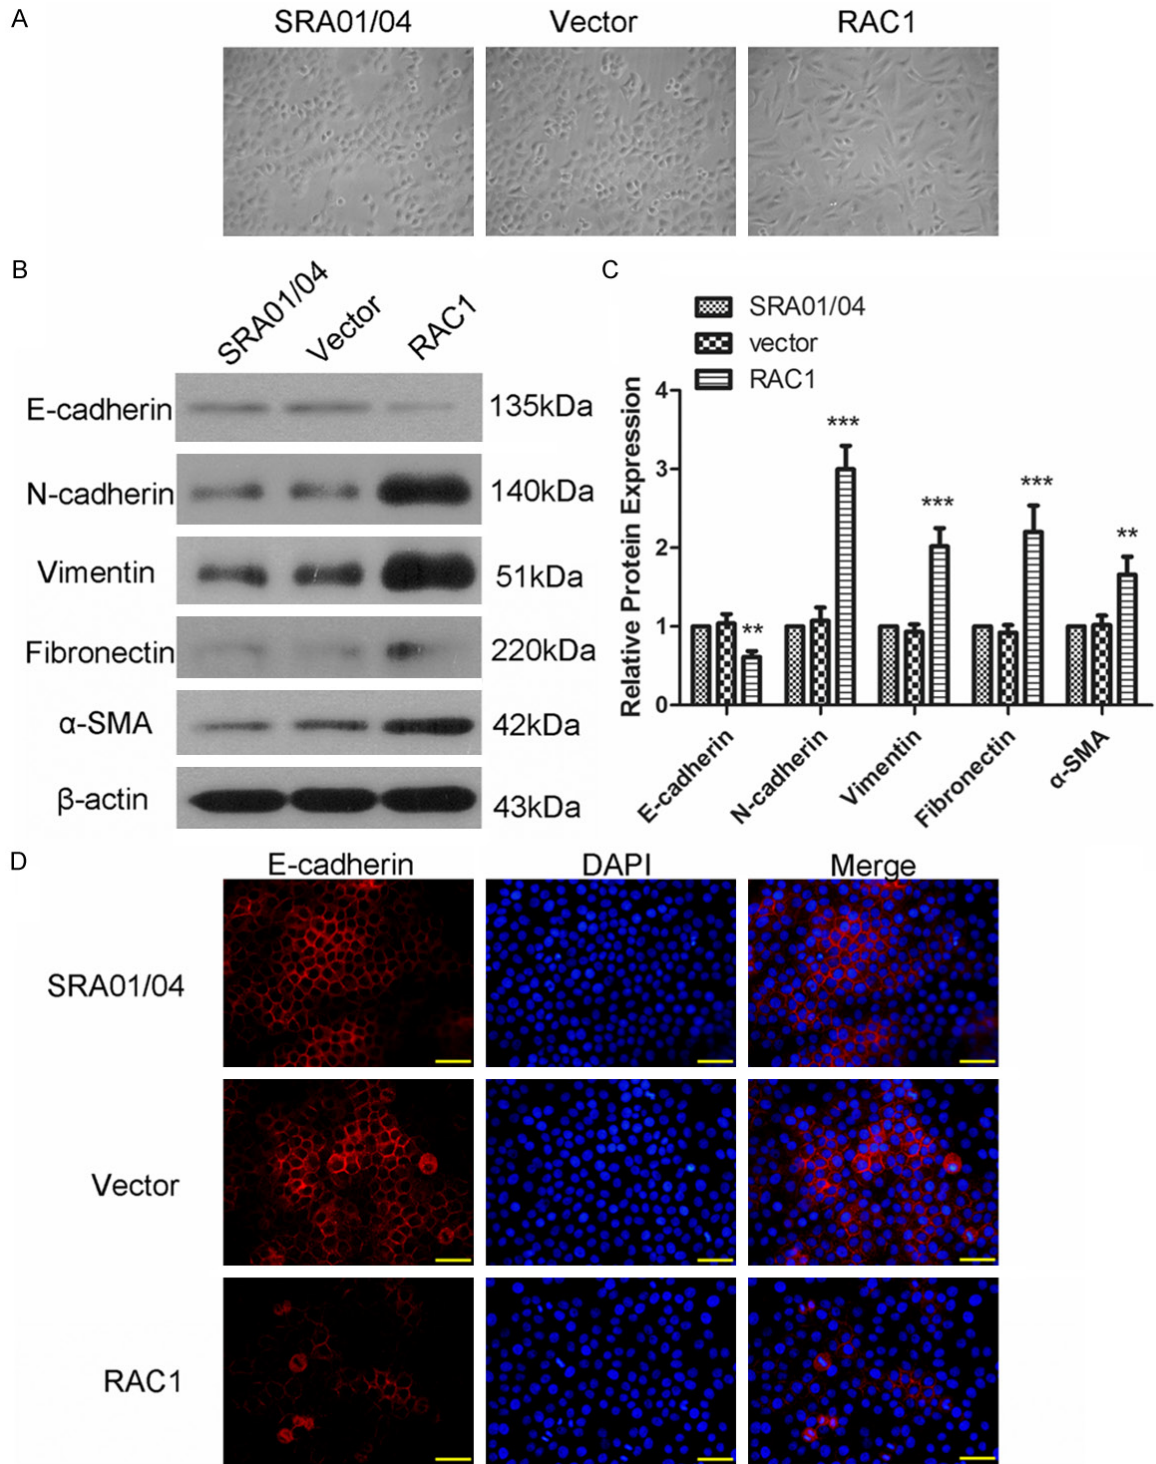 A
SRA01/04 Vector RAC1
B
SRA01/04 Vector RAC1
E-cadherin 135kDa
N-cadherin 140kDa
Vimentin 51kDa
Fibronectin 220kDa
α-SMA 42kDa
β-actin 43kDa
C
SRA01/04
vector
RAC1
Relative Protein Expression
4
3
2
1
0
** *** *** *** **
E-cadherin N-cadherin Vimentin Fibronectin α-SMA
D
E-cadherin DAPI Merge
SRA01/04
Vector
RAC1